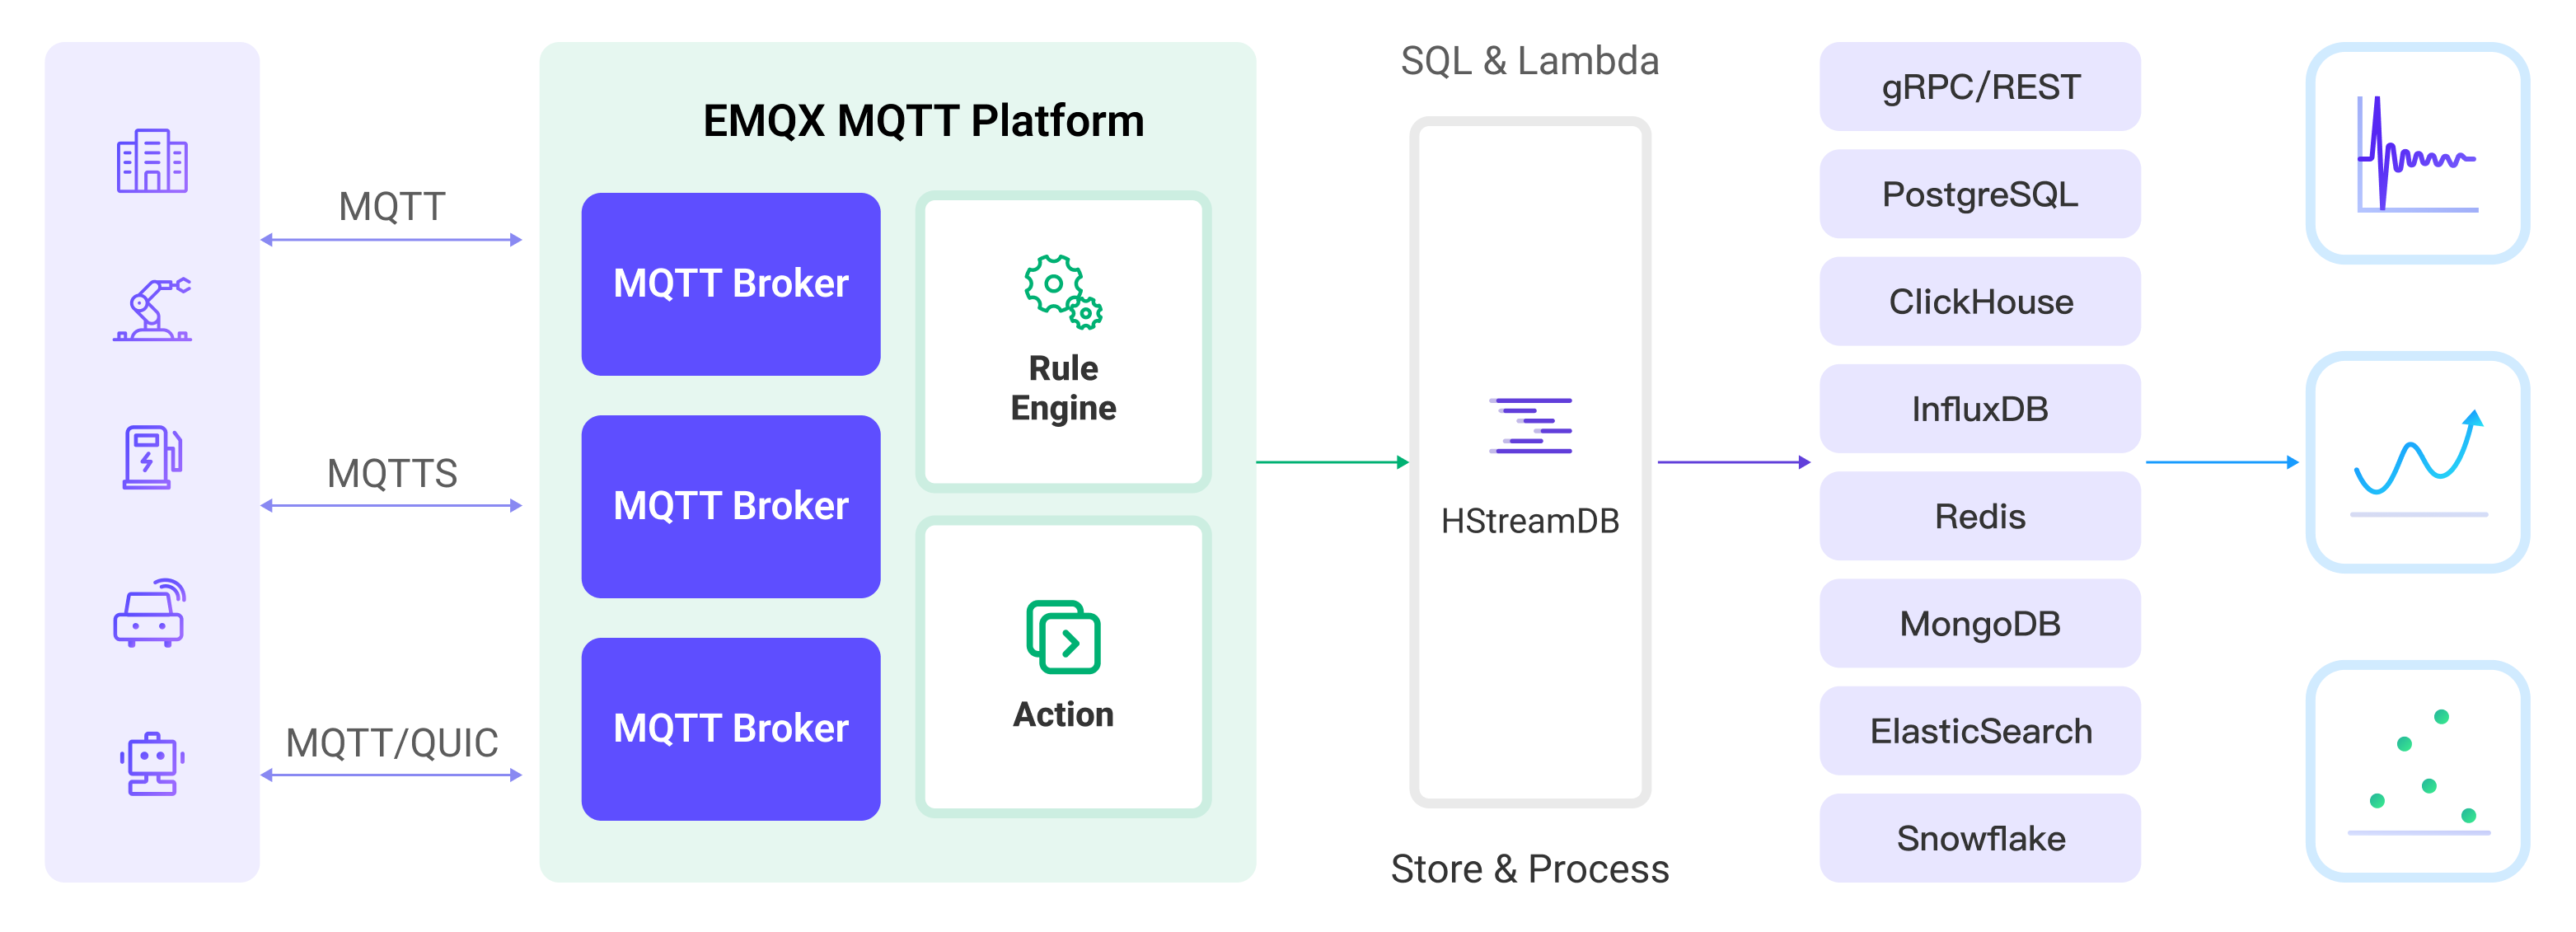 MQTT
MQTTS
MQTT/QUIC
EMQX MQTT Platform
MQTT Broker
MQTT Broker
MQTT Broker
Rule
Engine
Action
SQL & Lambda
HStreamDB
Store & Process
gRPC/REST
PostgreSQL
ClickHouse
InfluxDB
Redis
MongoDB
ElasticSearch
Snowflake